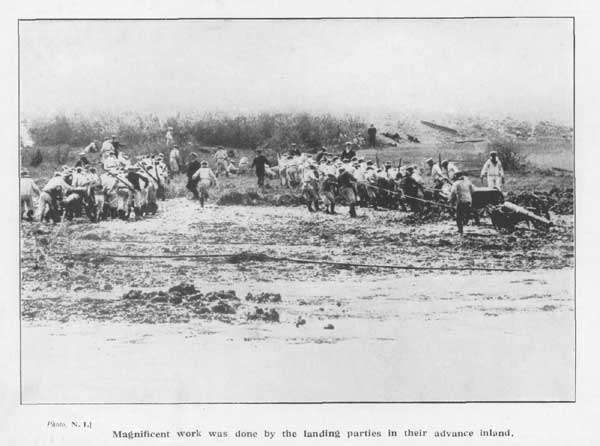 Photo, N. I.]
Magnificent work was done by the landing parties in their advance inland.